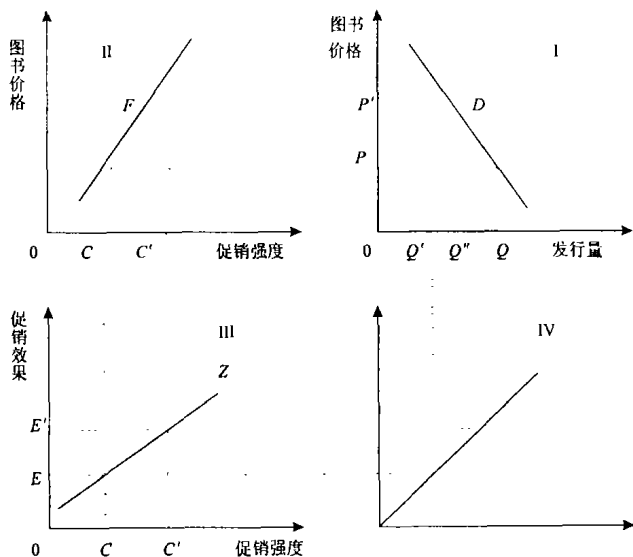 图书价格
II
F
0 C C′ 促销强度
图书
价格
I
P′
D
P
0 Q′ Q″ Q 发行量
促销效果
III
Z
E′
E
0 C C′ 促销强度
IV